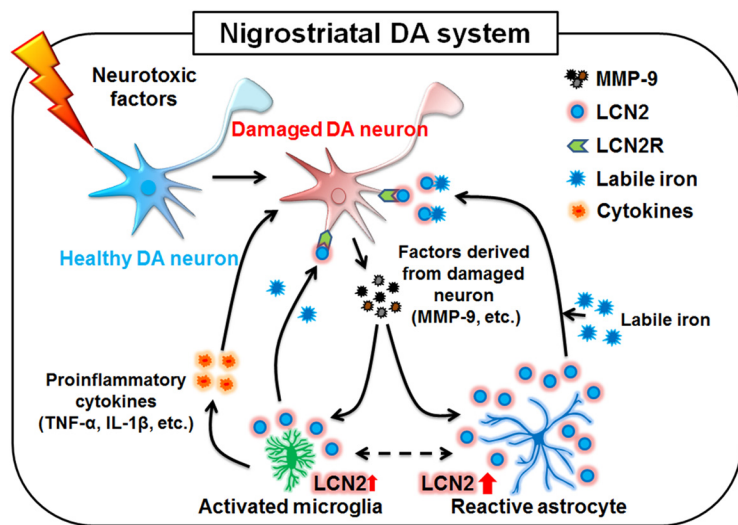 Nigrostriatal DA system
Neurotoxic
factors
Damaged DA neuron
Healthy DA neuron
MMP-9
LCN2
LCN2R
Labile iron
Cytokines
Factors derived
from damaged
neuron
(MMP-9, etc.)
Labile iron
Proinflammatory
cytokines
(TNF-α, IL-1β, etc.)
LCN2
Activated microglia
LCN2
Reactive astrocyte